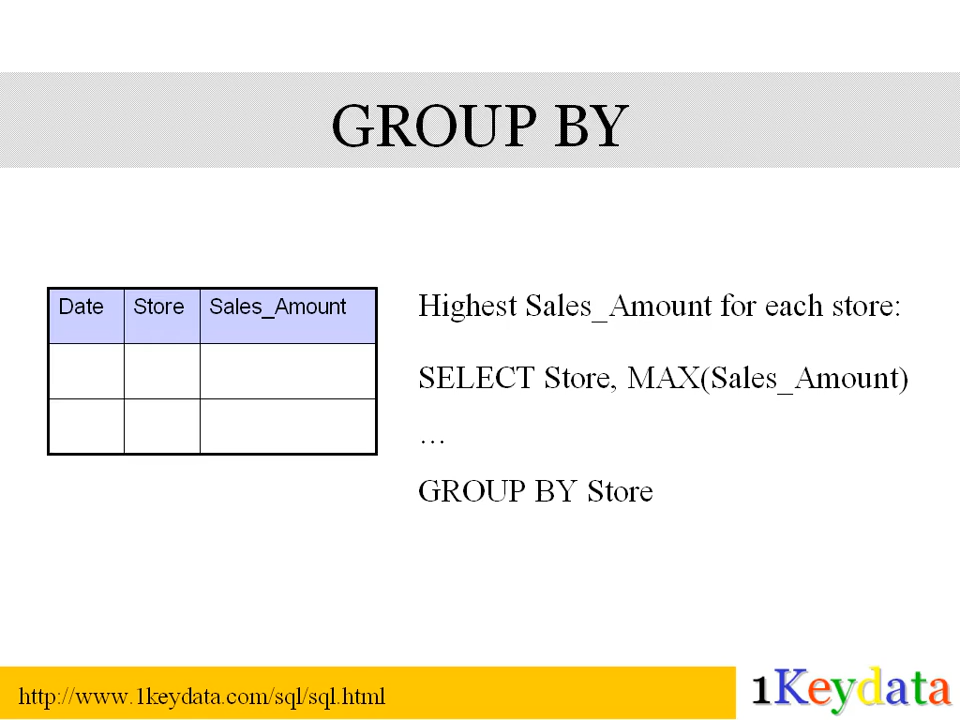 GROUP BY
Date Store Sales_Amount
Highest Sales_Amount for each store:
SELECT Store, MAX(Sales_Amount)
...
GROUP BY Store
http://www.1keydata.com/sql/sql.html
1Keydata